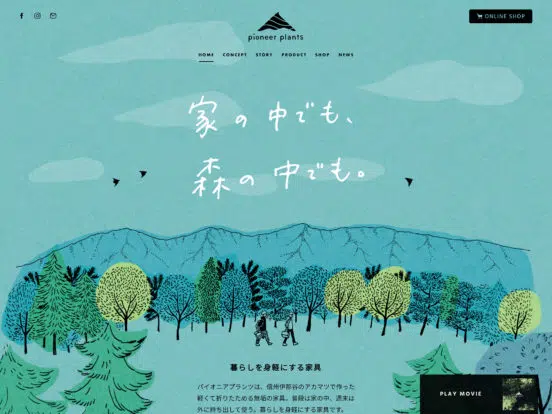 pioneer plants
ONLINE SHOP
HOME CONCEPT STORY PRODUCT SHOP NEWS
家の中でも、
森の中でも。
暮らしを身軽にする家具
パイオニアプランツは、信州伊那谷のアカマツで作った
軽くて折りたためる無垢の家具。普段は家の中、週末は
外に持ち出して使う。暮らしを身軽にする家具です。
PLAY MOVIE